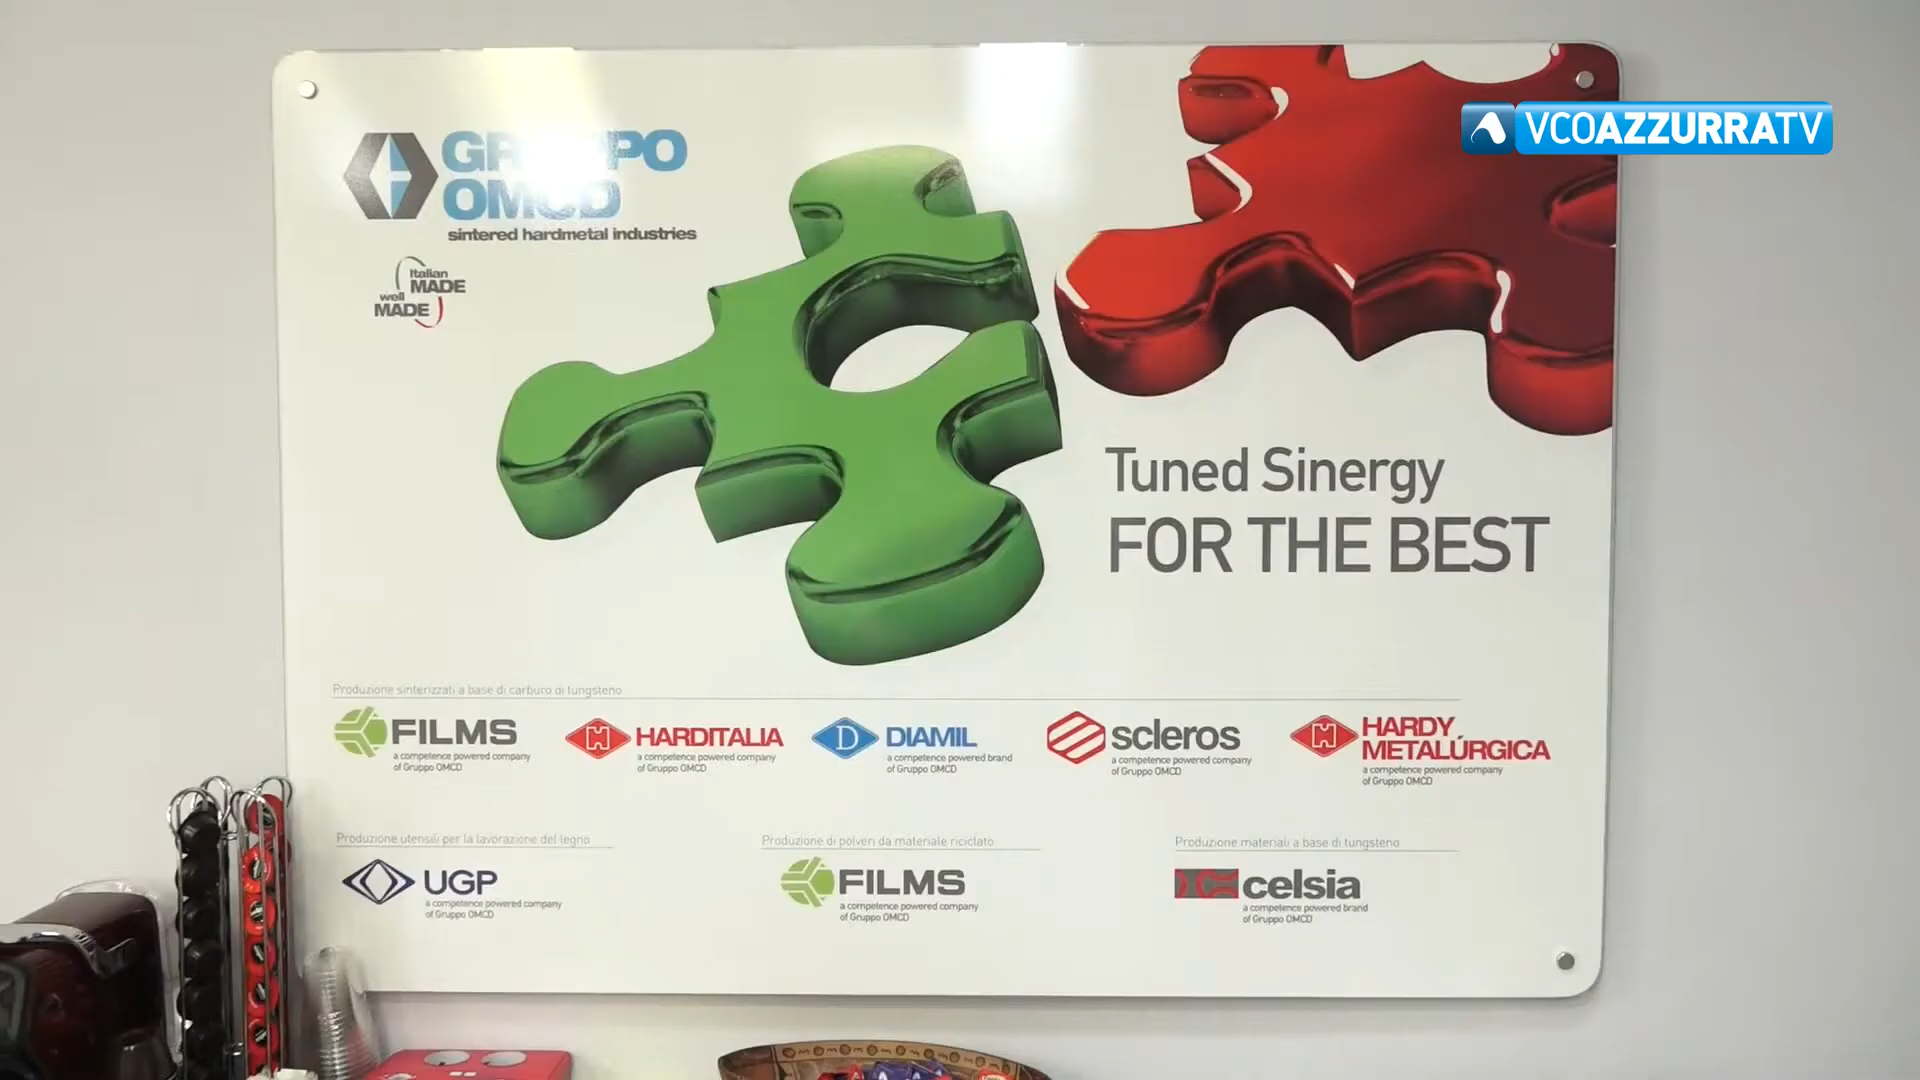 VCOAZZURRATV
GRUPPO
OMCD
sintered hardmetal industries
Italian
MADE
well
MADE
Tuned Sinergy
FOR THE BEST
Produzione sinterizzati a base di carburo di tungsteno
FILMS
a competence powered company
of Gruppo OMCD
HARDITALIA
a competence powered company
of Gruppo OMCD
DIAMIL
a competence powered brand
of Gruppo OMCD
scleros
a competence powered company
of Gruppo OMCD
HARDY
METALÚRGICA
a competence powered company
of Gruppo OMCD
Produzione utensili per la lavorazione del legno
UGP
a competence powered company
of Gruppo OMCD
Produzione di polveri da materiale riciclato
FILMS
a competence powered company
of Gruppo OMCD
Produzione materiali a base di tungsteno
celsia
a competence powered brand
of Gruppo OMCD